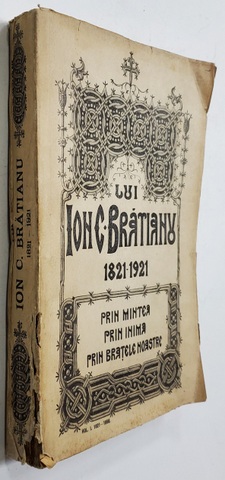 LUI
ION C. BRĂTIANU
1821-1921
PRIN MINTEA
PRIN INIMA
PRIN BRAȚELE NOASTRE
ION C. BRĂTIANU
1821 - 1921